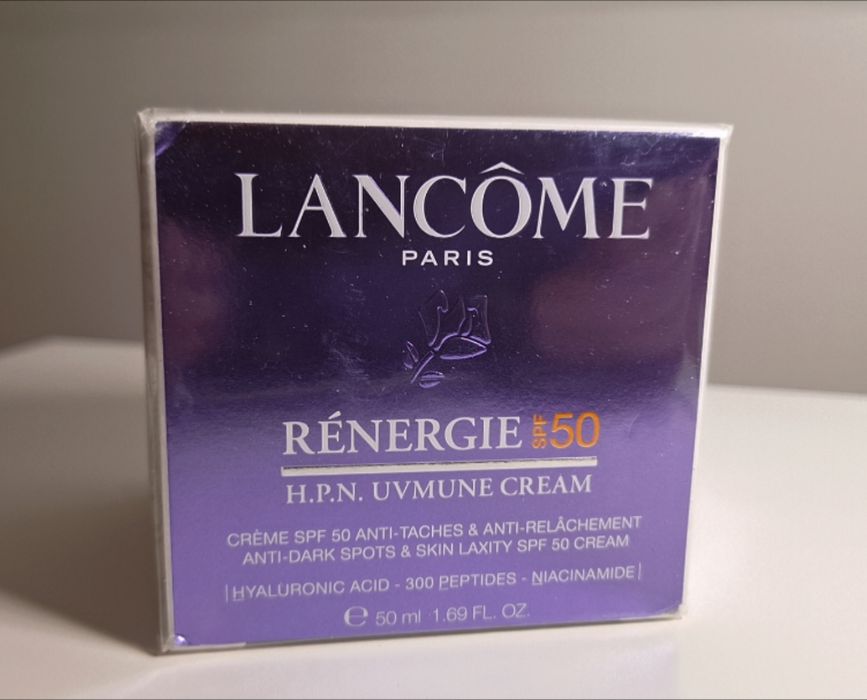 LANCÔME
PARIS
RÉNERGIE SPF 50
H.P.N. UVMUNE CREAM
CRÈME SPF 50 ANTI-TACHES & ANTI-RELÂCHEMENT
ANTI-DARK SPOTS & SKIN LAXITY SPF 50 CREAM
|HYALURONIC ACID - 300 PEPTIDES - NIACINAMIDE|
℮ 50 ml 1.69 FL. OZ.